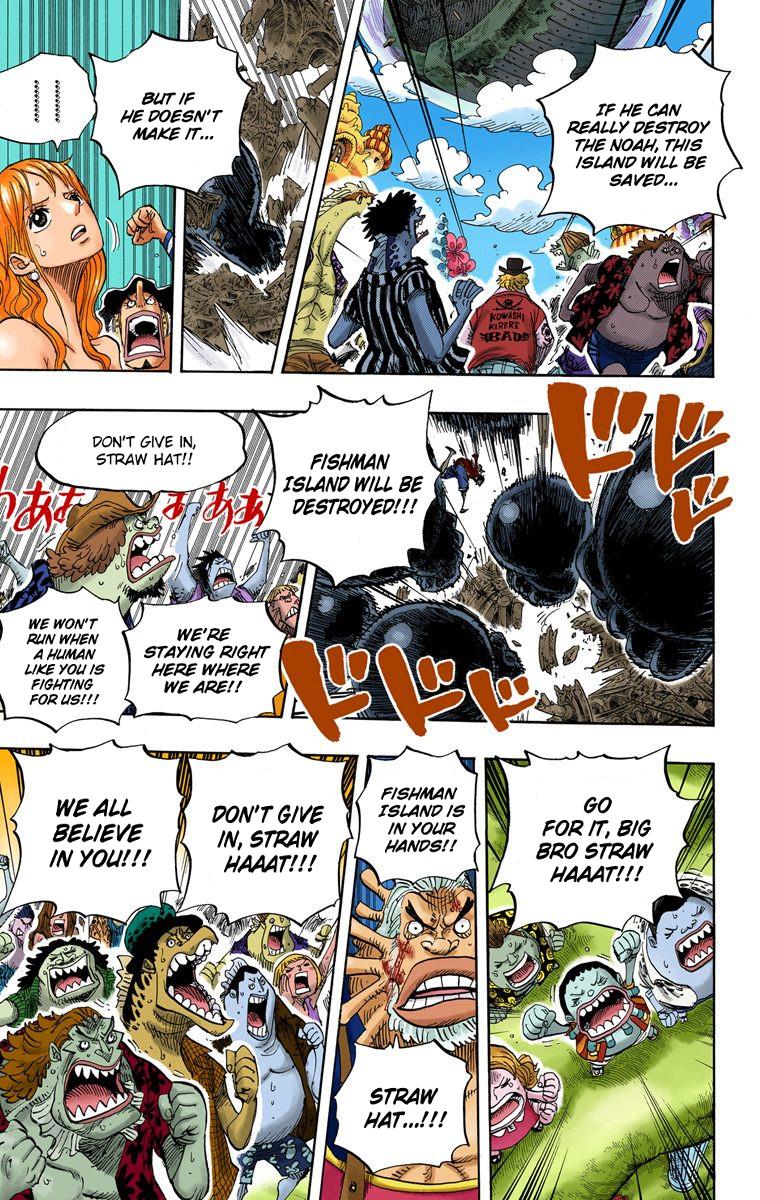 IF HE CAN
REALLY DESTROY
THE NOAH, THIS
ISLAND WILL BE
SAVED...
KOWASHI
KIRERE
BAD
BUT IF
HE DOESN'T
MAKE IT...
ドドド
FISHMAN
ISLAND WILL BE
DESTROYED!!!
ドドド
DON'T GIVE IN,
STRAW HAT!!
WE'RE
STAYING RIGHT
HERE WHERE
WE ARE!!
WE WON'T
RUN WHEN
A HUMAN
LIKE YOU IS
FIGHTING
FOR US!!!
GO
FOR IT, BIG
BRO STRAW
HAAAT!!!
FISHMAN
ISLAND IS
IN YOUR
HANDS!!
STRAW
HAT...!!!
DON'T GIVE
IN, STRAW
HAAAT!!!
WE ALL
BELIEVE
IN YOU!!!